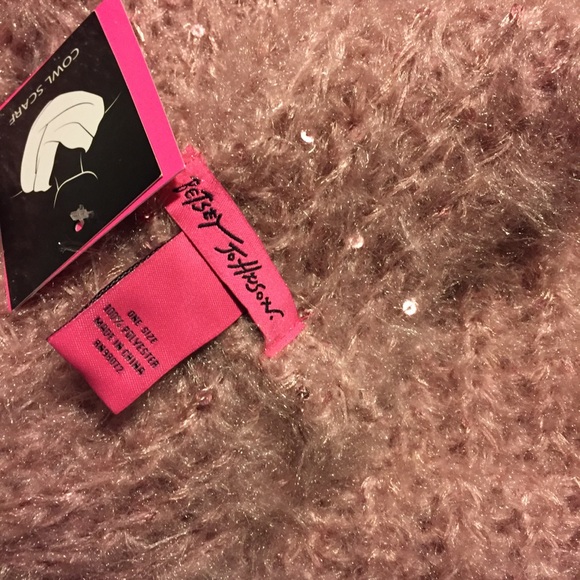 COWL SCARF
BETSEY JOHNSON.
ONE SIZE
100% POLYESTER
MADE IN CHINA